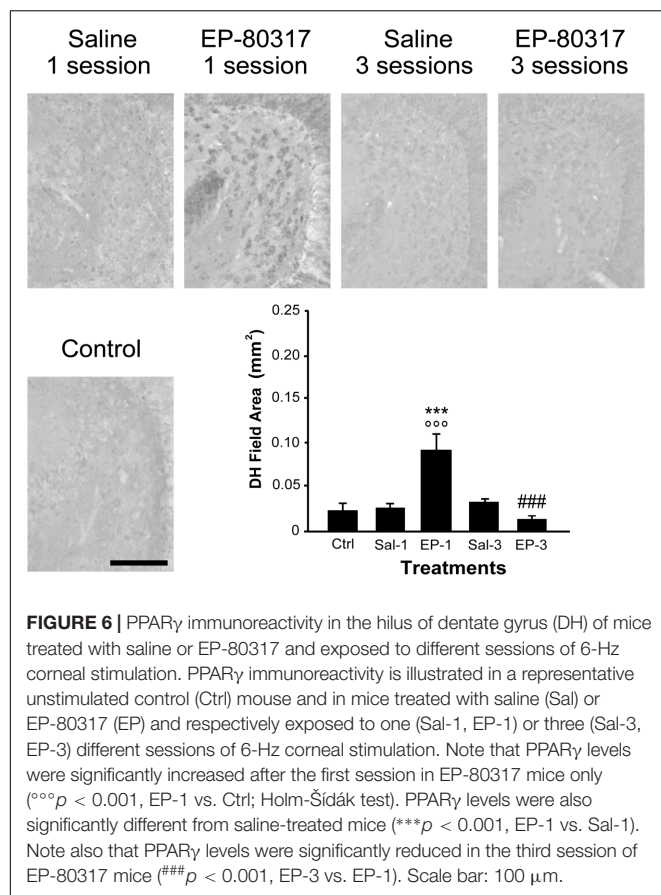 Saline
1 session
EP-80317
1 session
Saline
3 sessions
EP-80317
3 sessions
Control
DH Field Area (mm²)
0.25
0.20
0.15
0.10
0.05
0
***
°°°
###
Ctrl Sal-1 EP-1 Sal-3 EP-3
Treatments
FIGURE 6 | PPARγ immunoreactivity in the hilus of dentate gyrus (DH) of mice
treated with saline or EP-80317 and exposed to different sessions of 6-Hz
corneal stimulation. PPARγ immunoreactivity is illustrated in a representative
unstimulated control (Ctrl) mouse and in mice treated with saline (Sal) or
EP-80317 (EP) and respectively exposed to one (Sal-1, EP-1) or three (Sal-3,
EP-3) different sessions of 6-Hz corneal stimulation. Note that PPARγ levels
were significantly increased after the first session in EP-80317 mice only
(°°°p < 0.001, EP-1 vs. Ctrl; Holm-Šídák test). PPARγ levels were also
significantly different from saline-treated mice (***p < 0.001, EP-1 vs. Sal-1).
Note also that PPARγ levels were significantly reduced in the third session of
EP-80317 mice (###p < 0.001, EP-3 vs. EP-1). Scale bar: 100 μm.